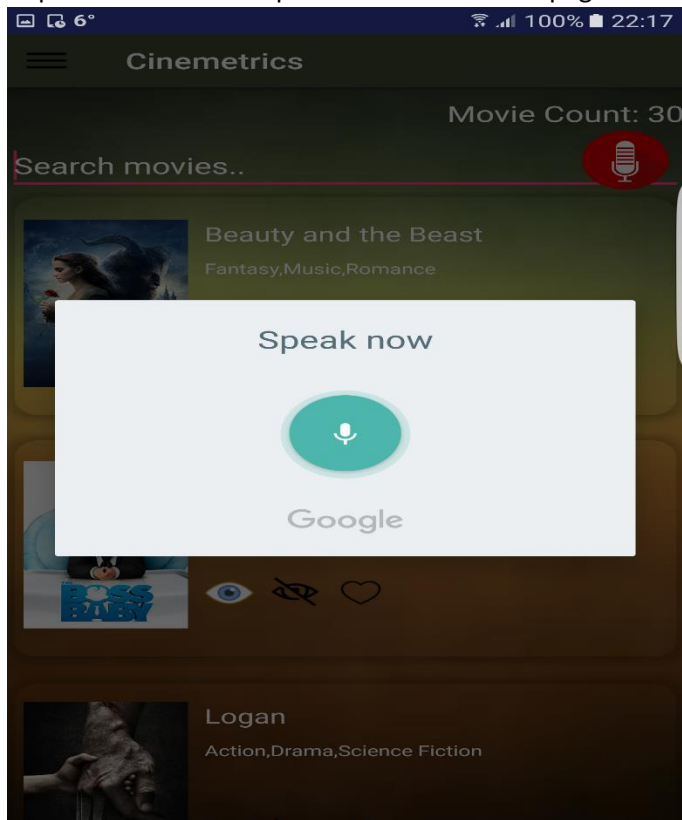 6° 100% 22:17
Cinemetrics
Movie Count: 30
Search movies..
Beauty and the Beast
Fantasy,Music,Romance
Speak now
Google
THE
BOSS
BABY
Logan
Action,Drama,Science Fiction